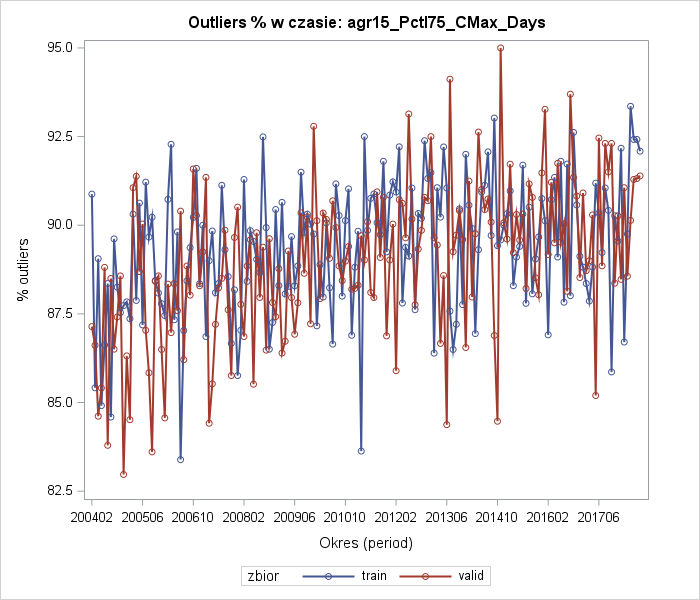 Outliers % w czasie: agr15_Pctl75_CMax_Days
% outliers
95.0
92.5
90.0
87.5
85.0
82.5
200402 200506 200610 200802 200906 201010 201202 201306 201410 201602 201706
Okres (period)
zbior train valid